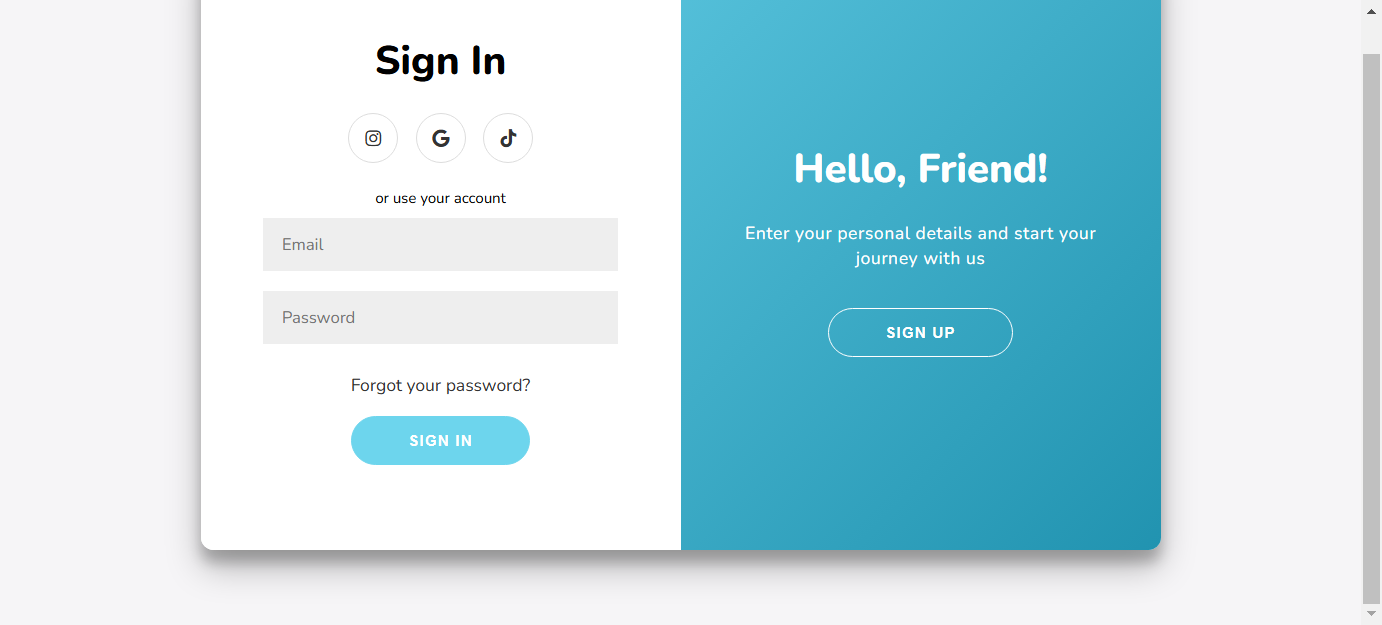 Sign In
or use your account
Email
Password
Forgot your password?
SIGN IN
Hello, Friend!
Enter your personal details and start your
journey with us
SIGN UP